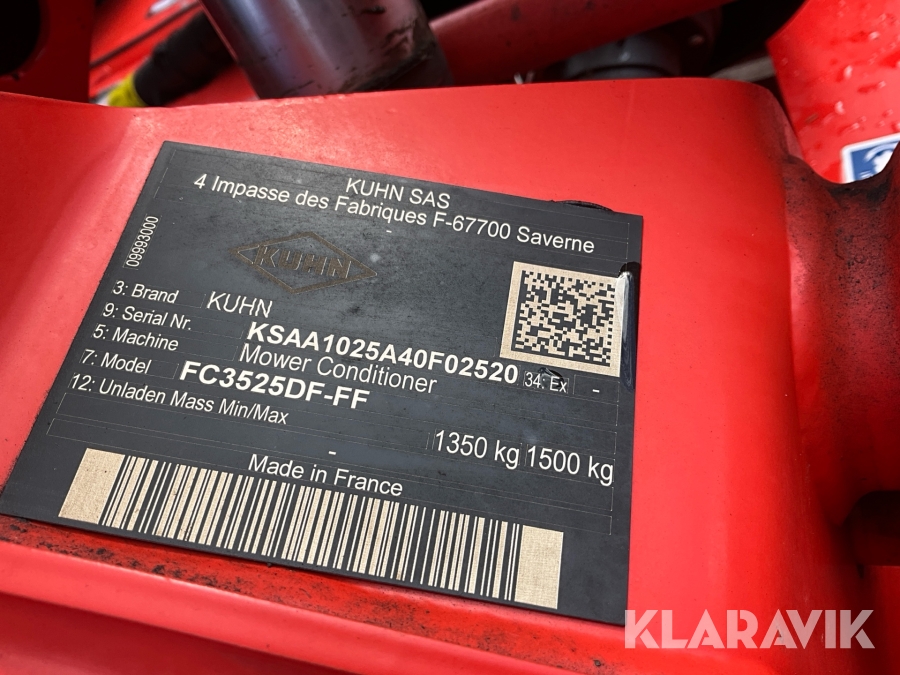 KUHN SAS
4 Impasse des Fabriques F-67700 Saverne
09993000
KUHN
3: Brand KUHN
9: Serial Nr. KSAA1025A40F02520 34: Ex -
5: Machine Mower Conditioner
7: Model FC3525DF-FF
12: Unladen Mass Min/Max 1350 kg 1500 kg
-
Made in France
KLARAVIK